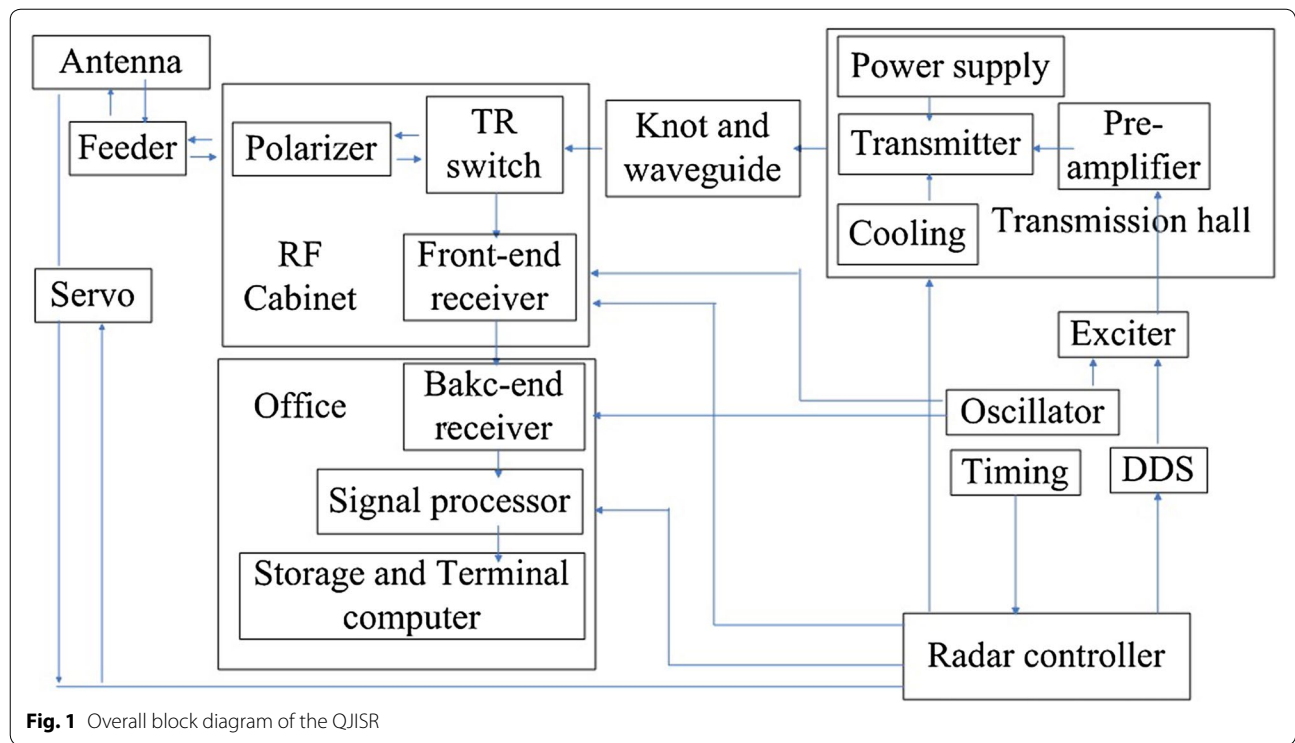 Antenna
Feeder
Polarizer
TR
switch
Knot and
waveguide
Power supply
Transmitter
Pre-
amplifier
Cooling
Transmission hall
RF
Cabinet
Front-end
receiver
Servo
Exciter
Office
Bakc-end
receiver
Oscillator
Timing
DDS
Signal processor
Storage and Terminal
computer
Radar controller
Fig. 1 Overall block diagram of the QJISR